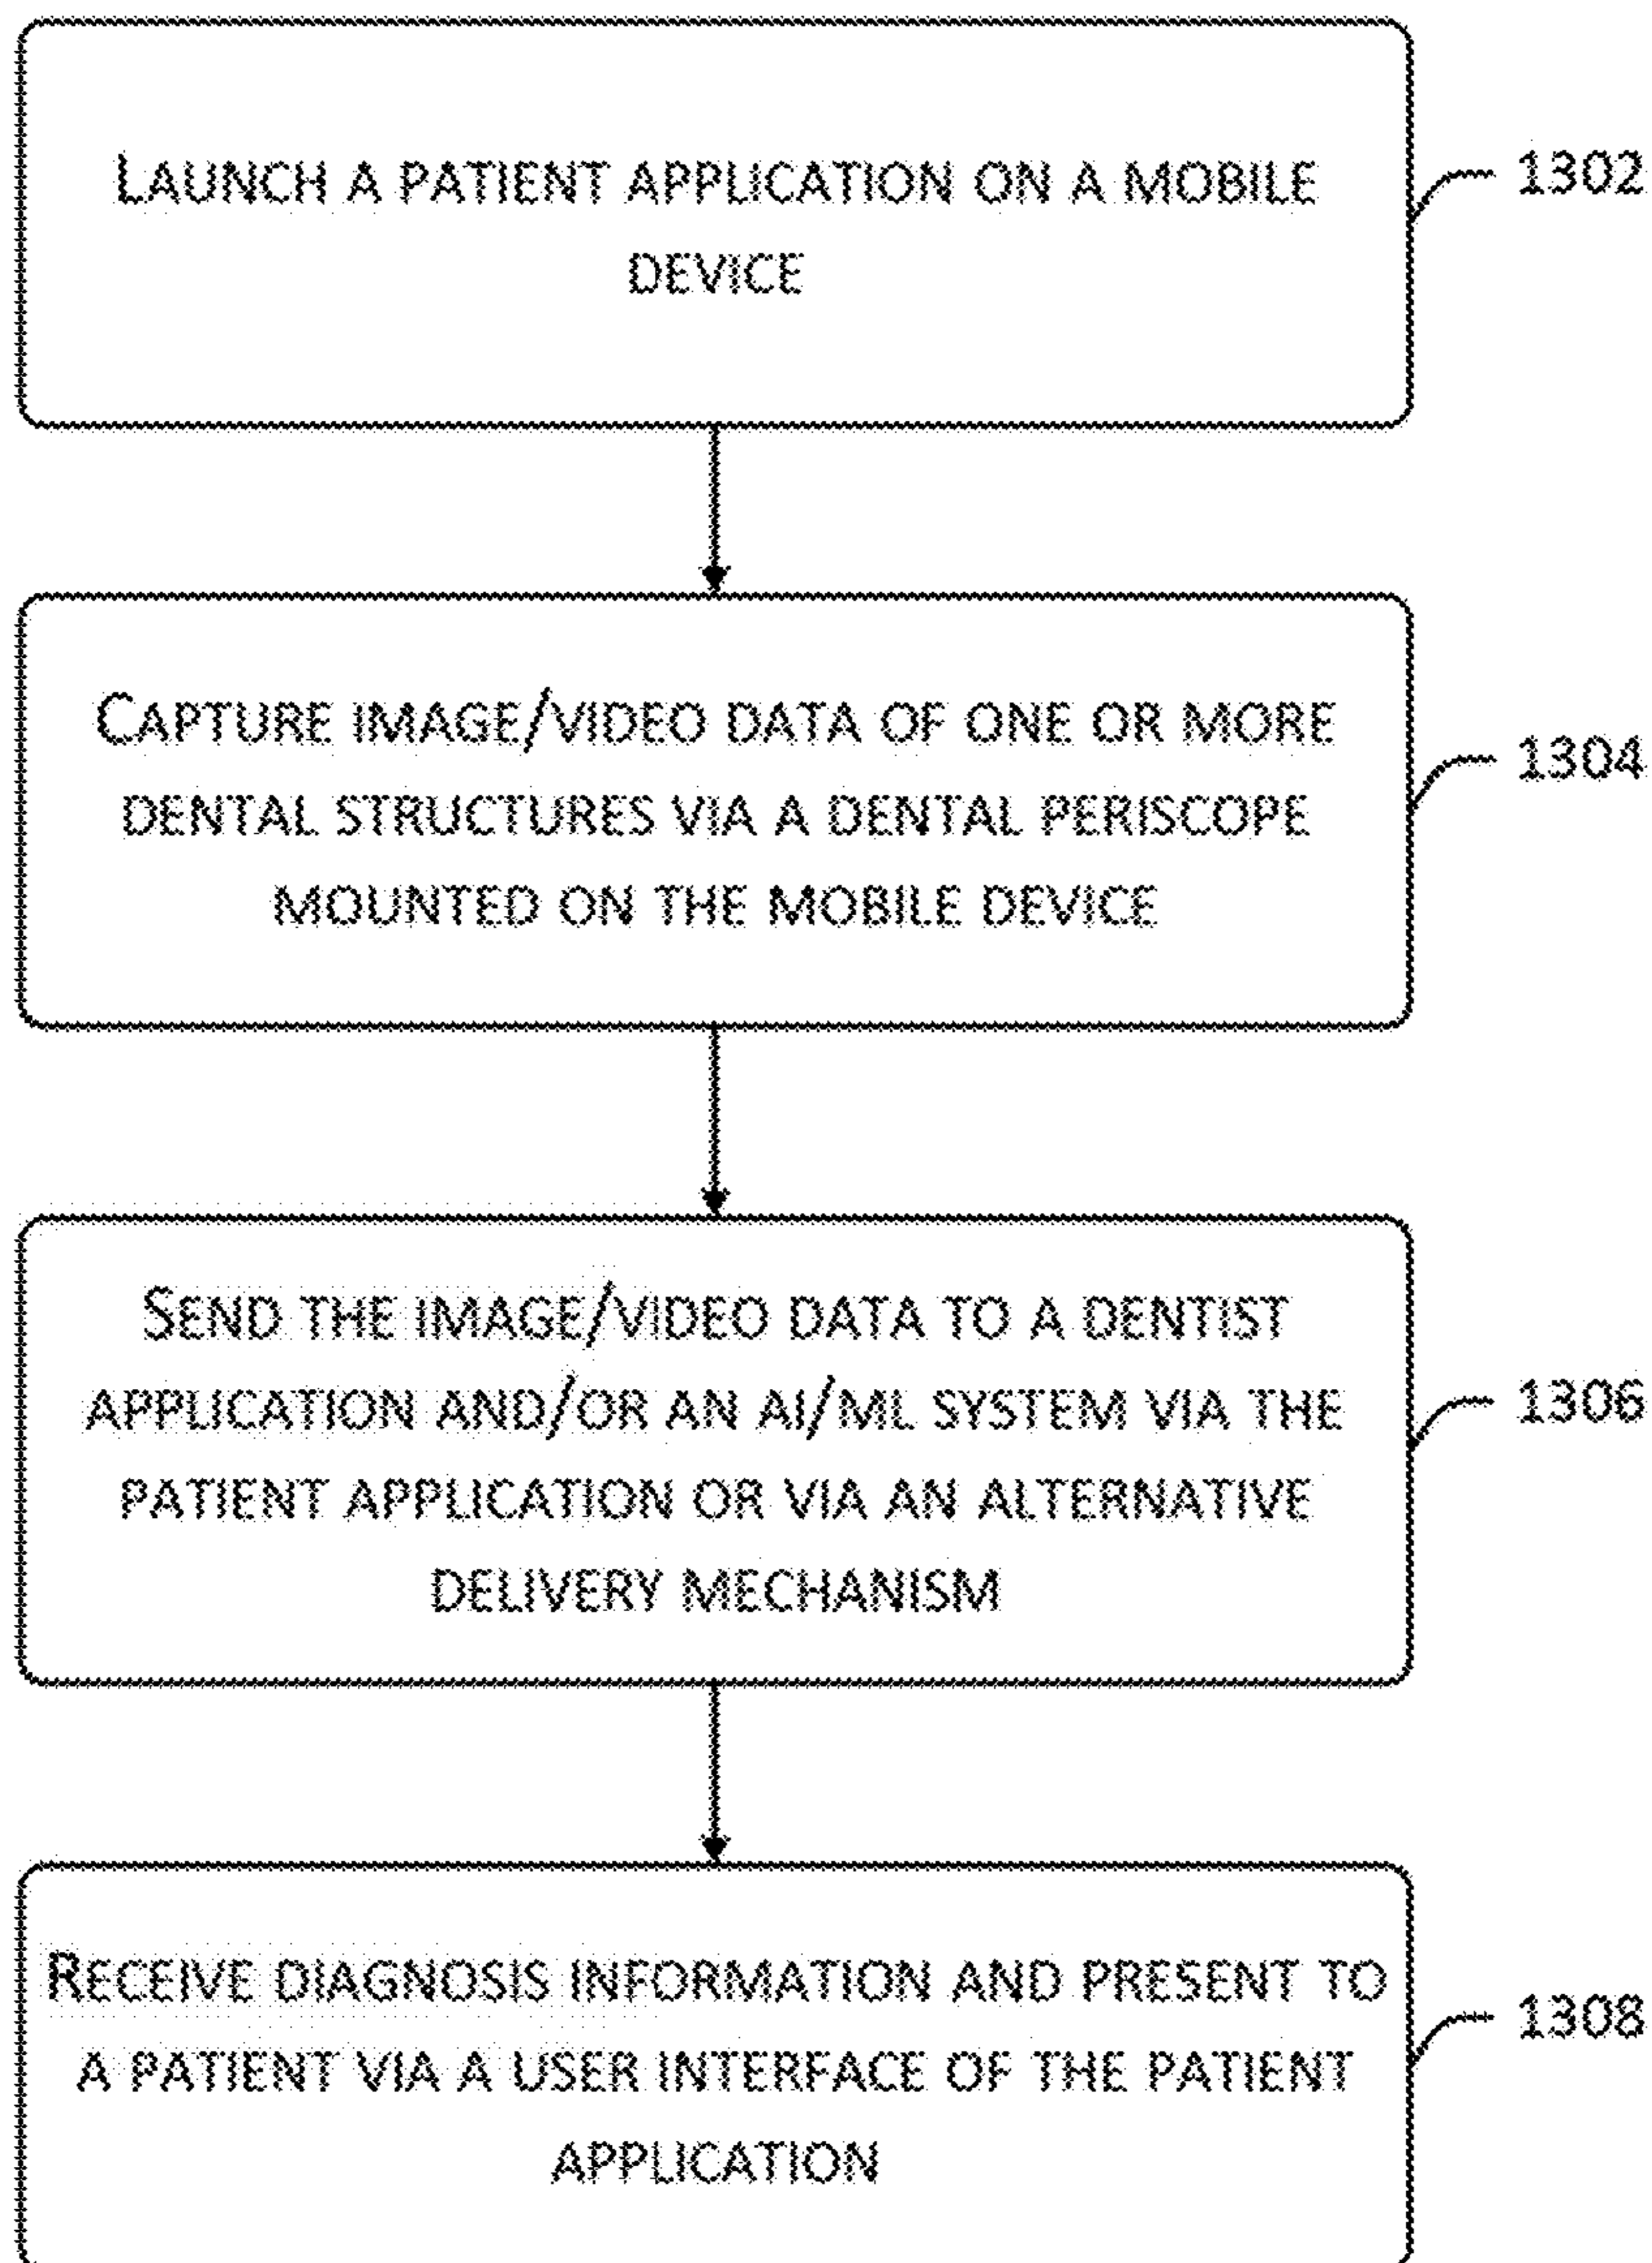 LAUNCH A PATIENT APPLICATION ON A MOBILE
DEVICE
1302
CAPTURE IMAGE/VIDEO DATA OF ONE OR MORE
DENTAL STRUCTURES VIA A DENTAL PERISCOPE
MOUNTED ON THE MOBILE DEVICE
1304
SEND THE IMAGE/VIDEO DATA TO A DENTIST
APPLICATION AND/OR AN AI/ML SYSTEM VIA THE
PATIENT APPLICATION OR VIA AN ALTERNATIVE
DELIVERY MECHANISM
1306
RECEIVE DIAGNOSIS INFORMATION AND PRESENT TO
A PATIENT VIA A USER INTERFACE OF THE PATIENT
APPLICATION
1308